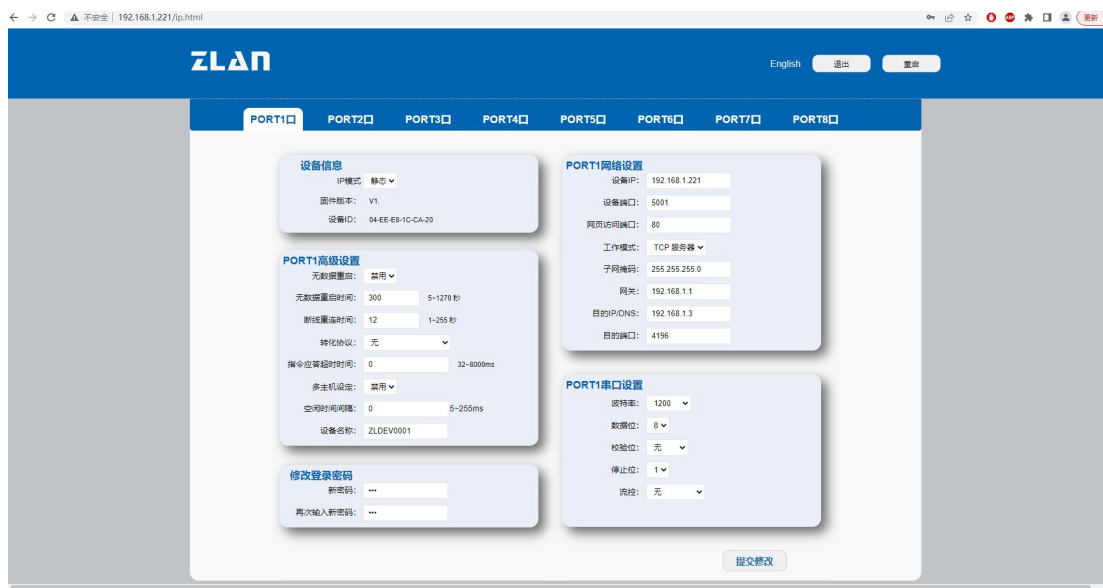 不安全 | 192.168.1.221/ip.html
更新
ZLAN
English 退出 重启
PORT1口 PORT2口 PORT3口 PORT4口 PORT5口 PORT6口 PORT7口 PORT8口
设备信息
IP模式 静态
固件版本: V1.
设备ID: 04-EE-E8-1C-CA-20
PORT1高级设置
无数据重启: 禁用
无数据重启时间: 300 5~1270 秒
断线重连时间: 12 1~255 秒
转化协议: 无
指令应答超时时间: 0 32~8000ms
多主机设定: 禁用
空闲时间间隔: 0 5~255ms
设备名称: ZLDEV0001
修改登录密码
新密码: •••
再次输入新密码: •••
PORT1网络设置
设备IP: 192.168.1.221
设备端口: 5001
网页访问端口: 80
工作模式: TCP 服务器
子网掩码: 255.255.255.0
网关: 192.168.1.1
目的IP/DNS: 192.168.1.3
目的端口: 4196
PORT1串口设置
波特率: 1200
数据位: 8
校验位: 无
停止位: 1
流控: 无
提交修改